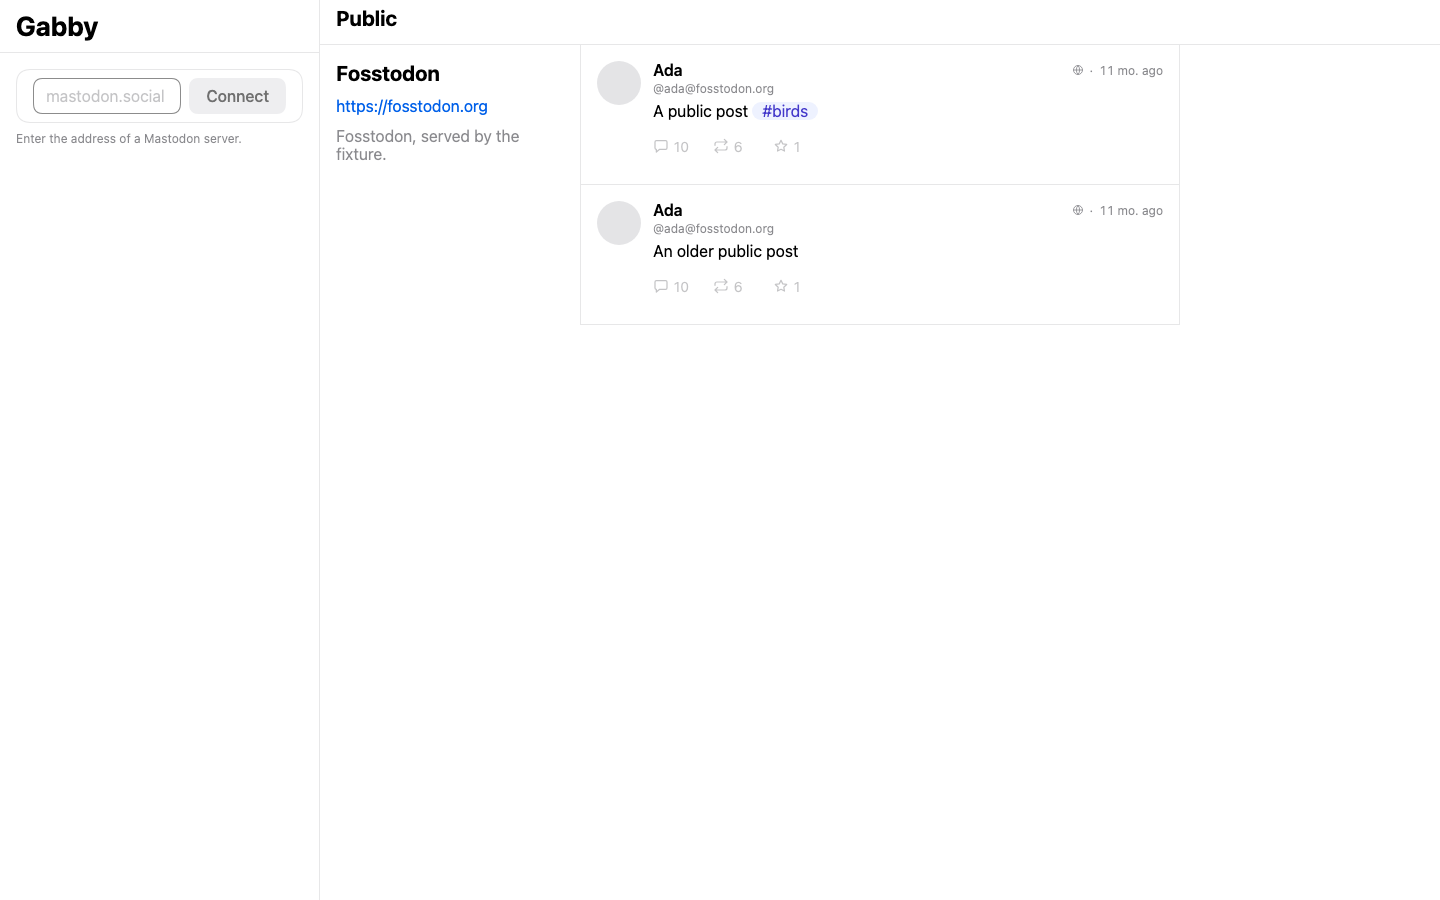 Gabby
mastodon.social
Connect
Enter the address of a Mastodon server.
Public
Fosstodon
https://fosstodon.org
Fosstodon, served by the
fixture.
Ada
· 11 mo. ago
@ada@fosstodon.org
A public post #birds
10 6 1
Ada
· 11 mo. ago
@ada@fosstodon.org
An older public post
10 6 1